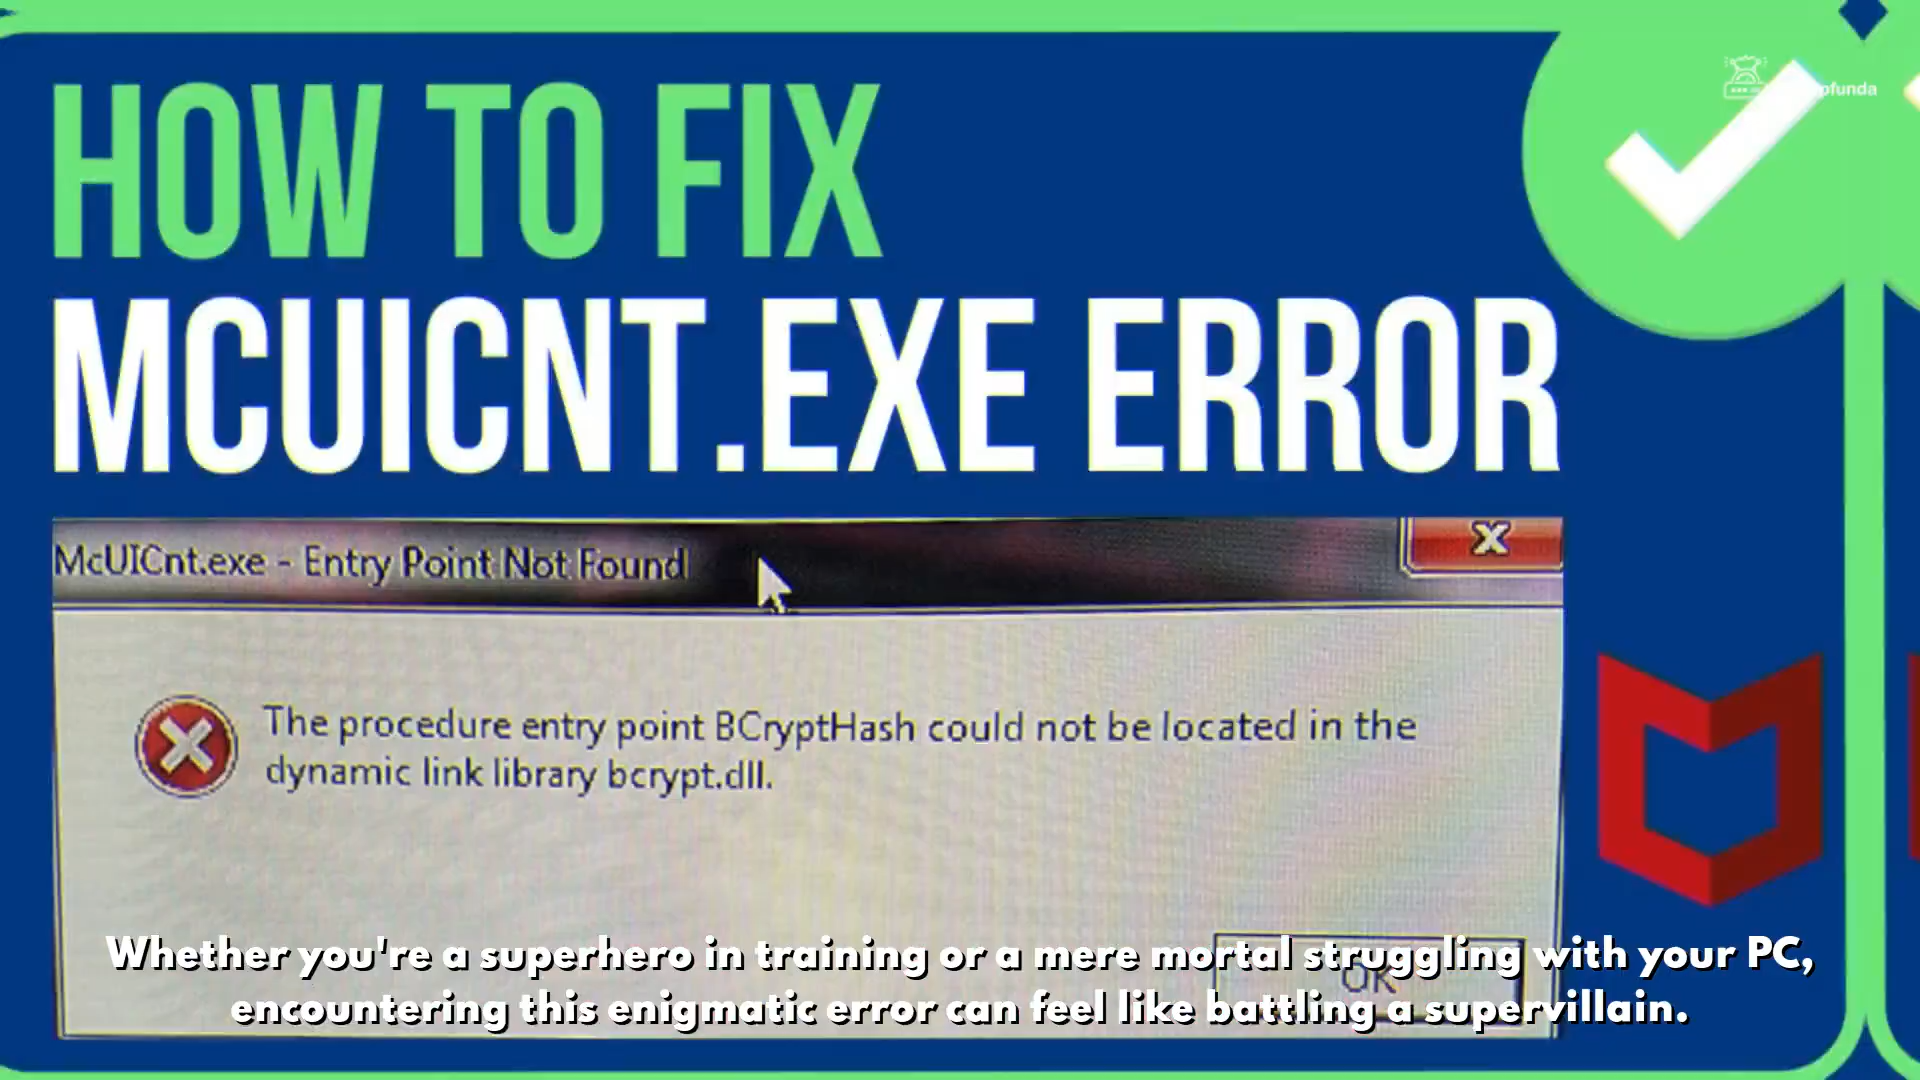 HOW TO FIX
MCUICNT.EXE ERROR
McUICnt.exe - Entry Point Not Found
The procedure entry point BCryptHash could not be located in the
dynamic link library bcrypt.dll.
OK
Whether you're a superhero in training or a mere mortal struggling with your PC,
encountering this enigmatic error can feel like battling a supervillain.